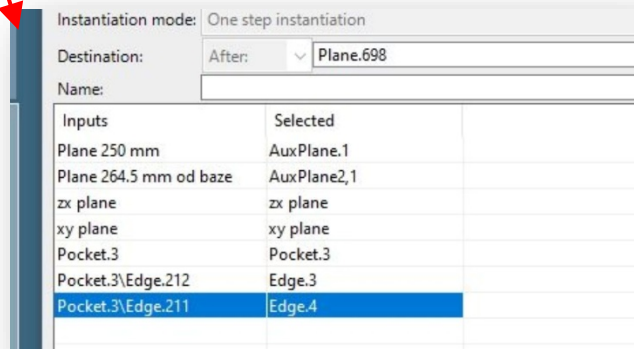 Instantiation mode: One step instantiation
Destination: After: Plane.698
Name:
Inputs Selected
Plane 250 mm AuxPlane.1
Plane 264.5 mm od baze AuxPlane2,1
zx plane zx plane
xy plane xy plane
Pocket.3 Pocket.3
Pocket.3\Edge.212 Edge.3
Pocket.3\Edge.211 Edge.4